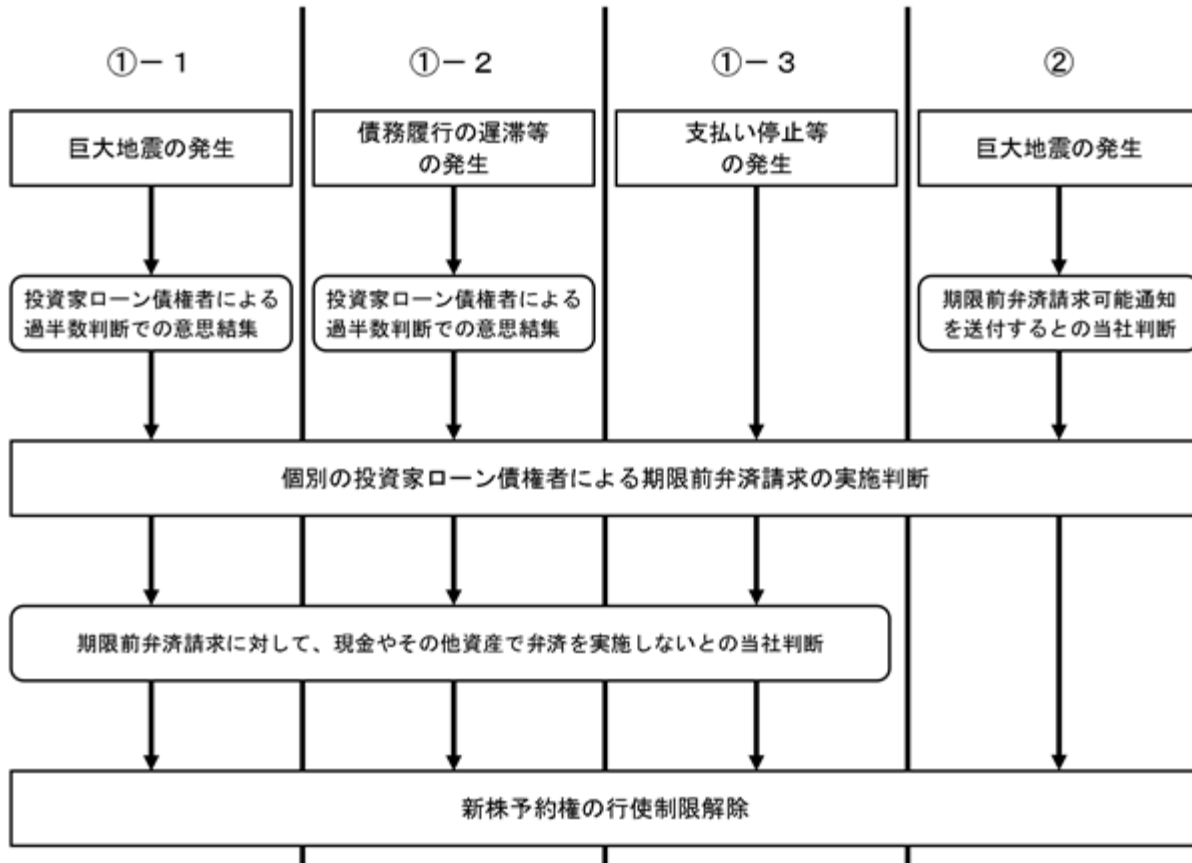 ①－１
①－２
①－３
②
巨大地震の発生
債務履行の遅滞等
の発生
支払い停止等
の発生
巨大地震の発生
投資家ローン債権者による
過半数判断での意思結集
投資家ローン債権者による
過半数判断での意思結集
期限前弁済請求可能通知
を送付するとの当社判断
個別の投資家ローン債権者による期限前弁済請求の実施判断
期限前弁済請求に対して、現金やその他資産で弁済を実施しないとの当社判断
新株予約権の行使制限解除